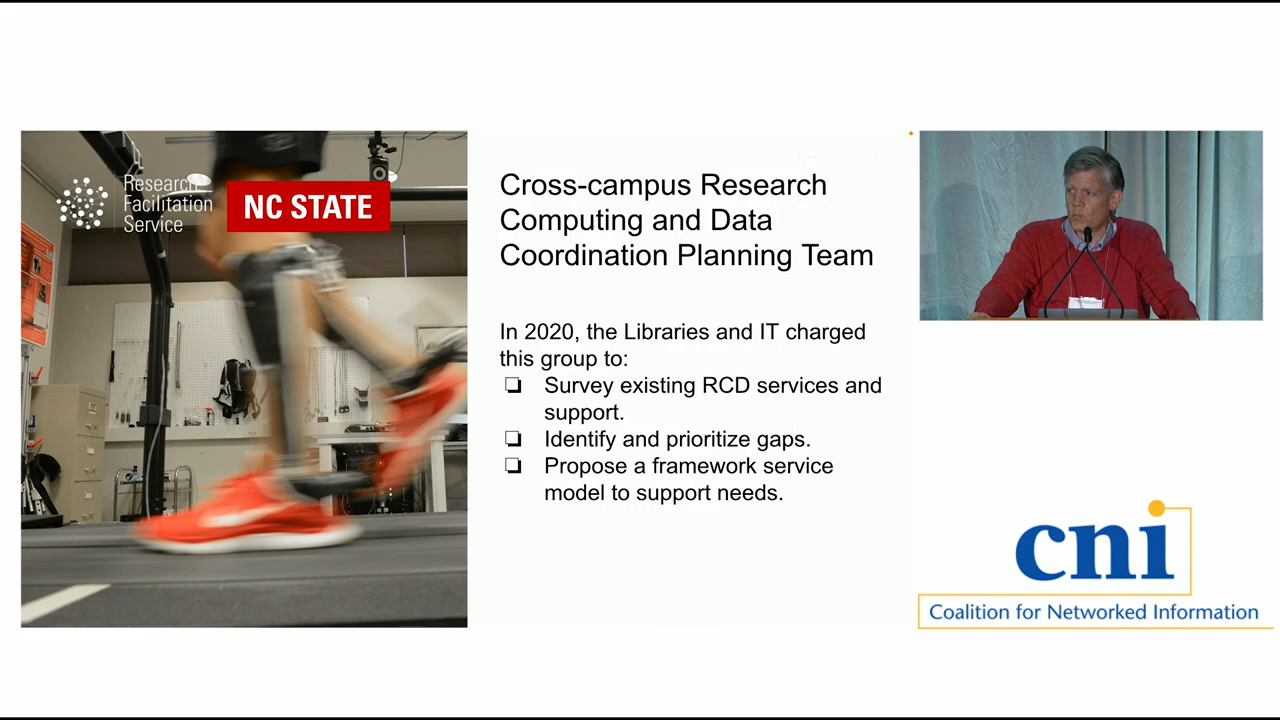 Research
Facilitation
Service
NC STATE
Cross-campus Research
Computing and Data
Coordination Planning Team
In 2020, the Libraries and IT charged
this group to:
❏ Survey existing RCD services and
support.
❏ Identify and prioritize gaps.
❏ Propose a framework service
model to support needs.
cni
Coalition for Networked Information